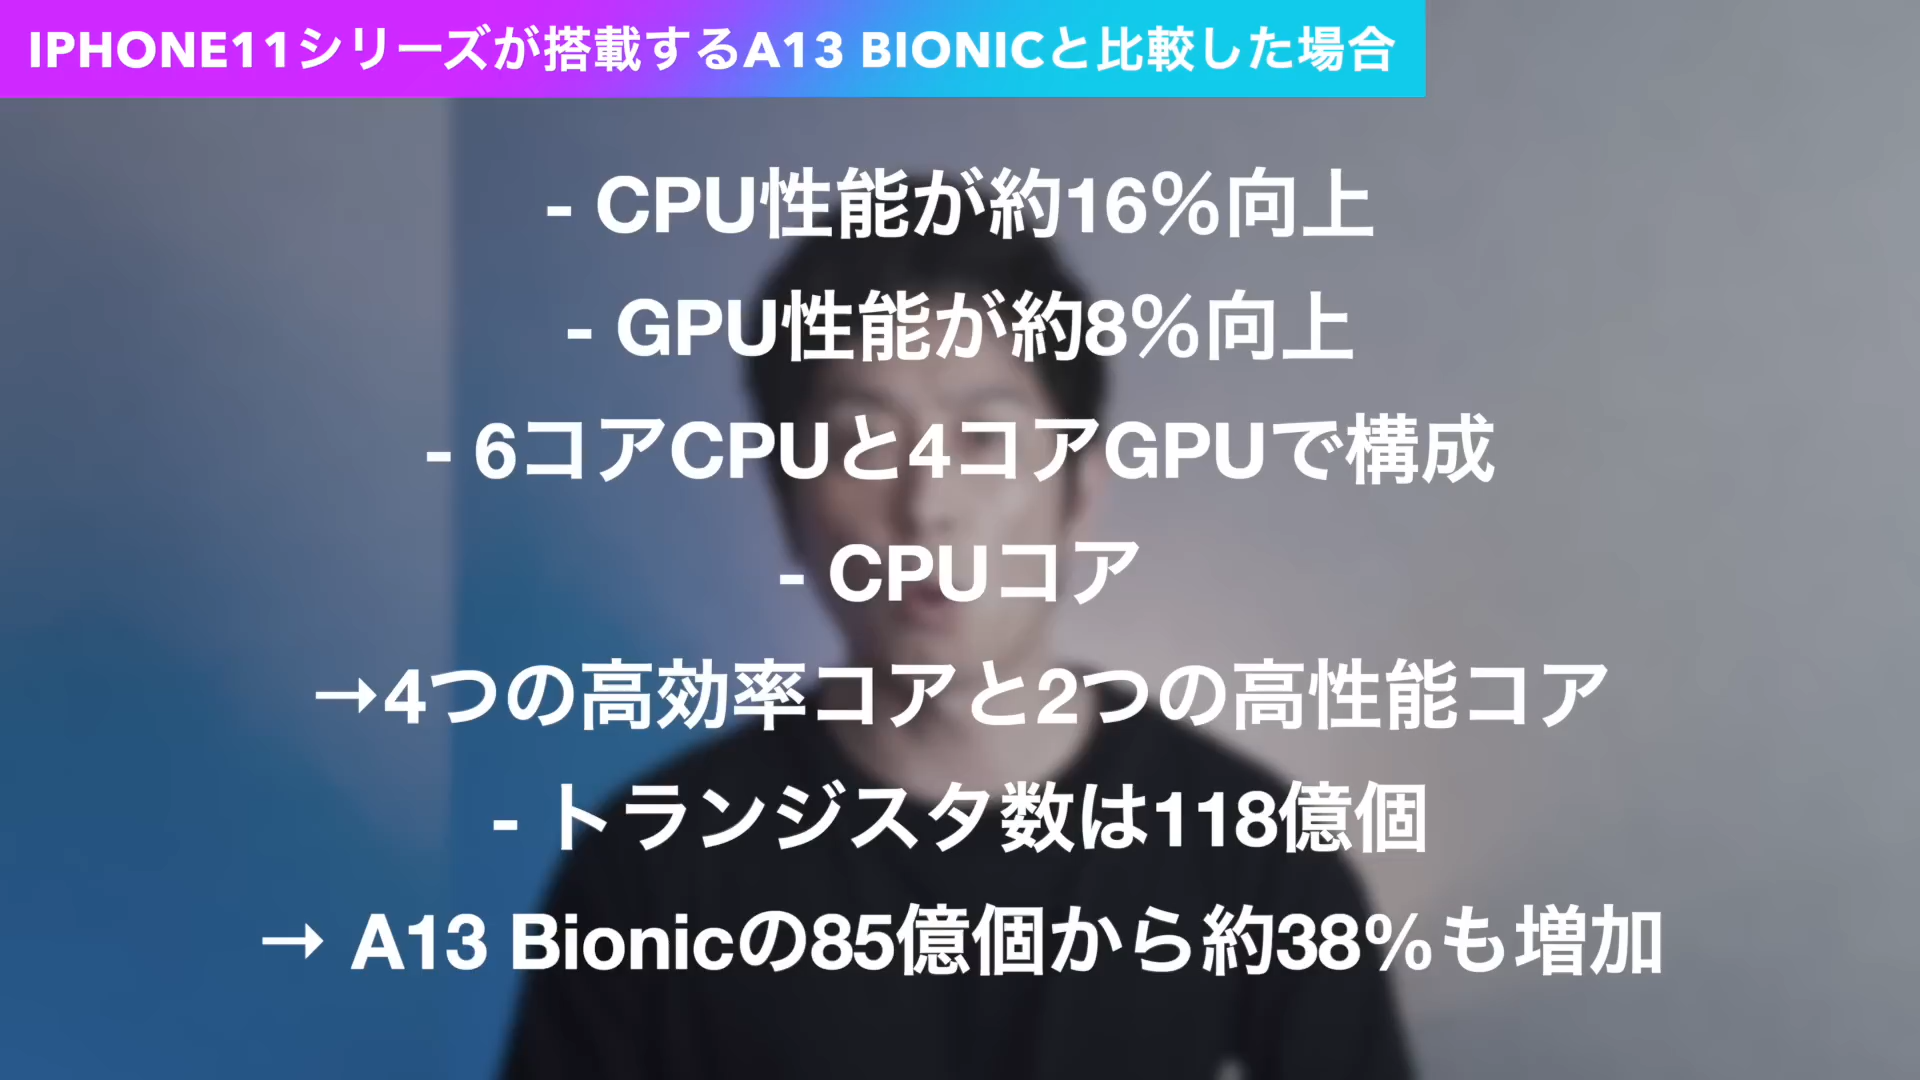 IPHONE11シリーズが搭載するA13 BIONICと比較した場合
- CPU性能が約16%向上
- GPU性能が約8%向上
- 6コアCPUと4コアGPUで構成
- CPUコア
→4つの高効率コアと2つの高性能コア
- トランジスタ数は118億個
→ A13 Bionicの85億個から約38%も増加